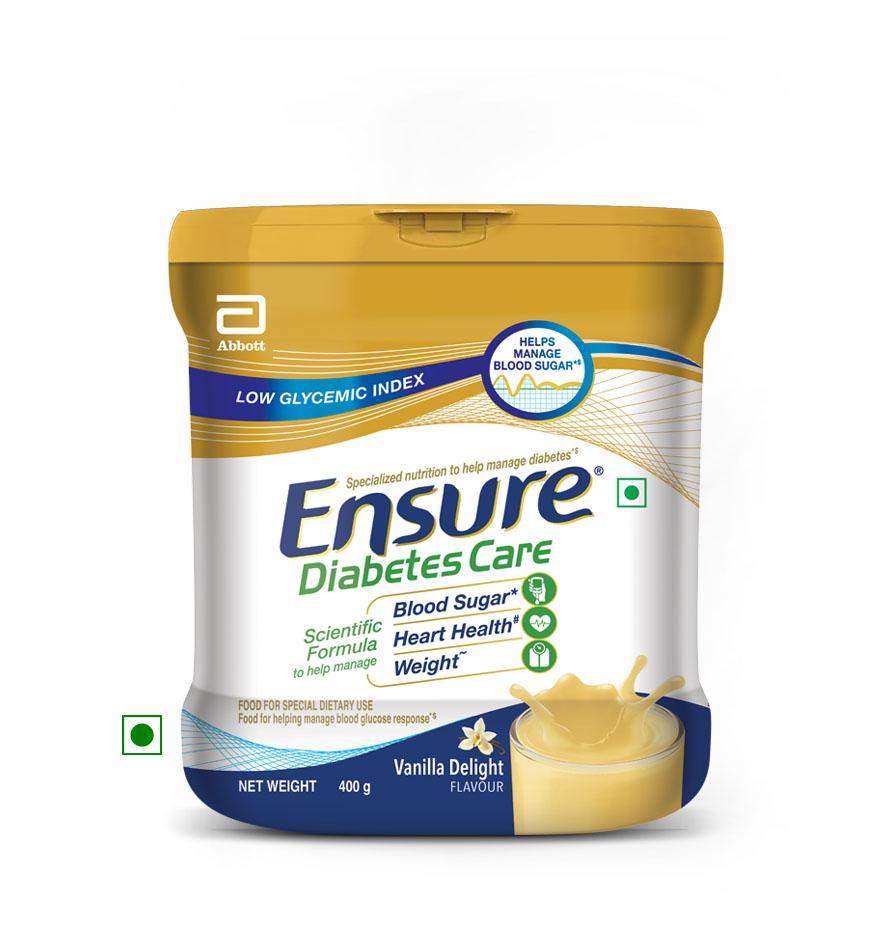 Abbott
LOW GLYCEMIC INDEX
HELPS
MANAGE
BLOOD SUGAR*$
Specialized nutrition to help manage diabetes*$
Ensure®
Diabetes Care
Scientific
Formula
to help manage
Blood Sugar*
Heart Health#
Weight~
FOOD FOR SPECIAL DIETARY USE
Food for helping manage blood glucose response*$
Vanilla Delight
FLAVOUR
NET WEIGHT 400 g